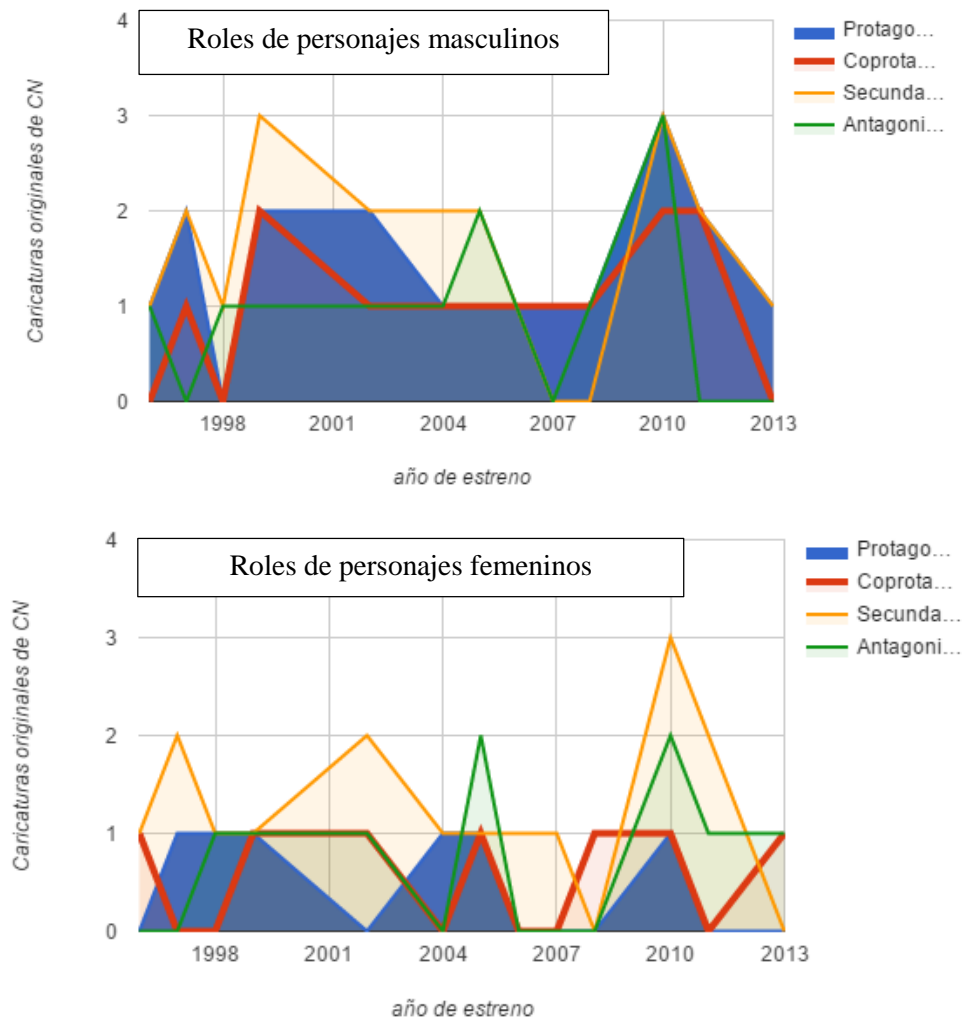 Roles de personajes masculinos
4
3
2
1
0
Caricaturas originales de CN
1998 2001 2004 2007 2010 2013
año de estreno
Protago...
Coprota...
Secunda...
Antagoni...
Roles de personajes femeninos
4
3
2
1
0
Caricaturas originales de CN
1998 2001 2004 2007 2010 2013
año de estreno
Protago...
Coprota...
Secunda...
Antagoni...